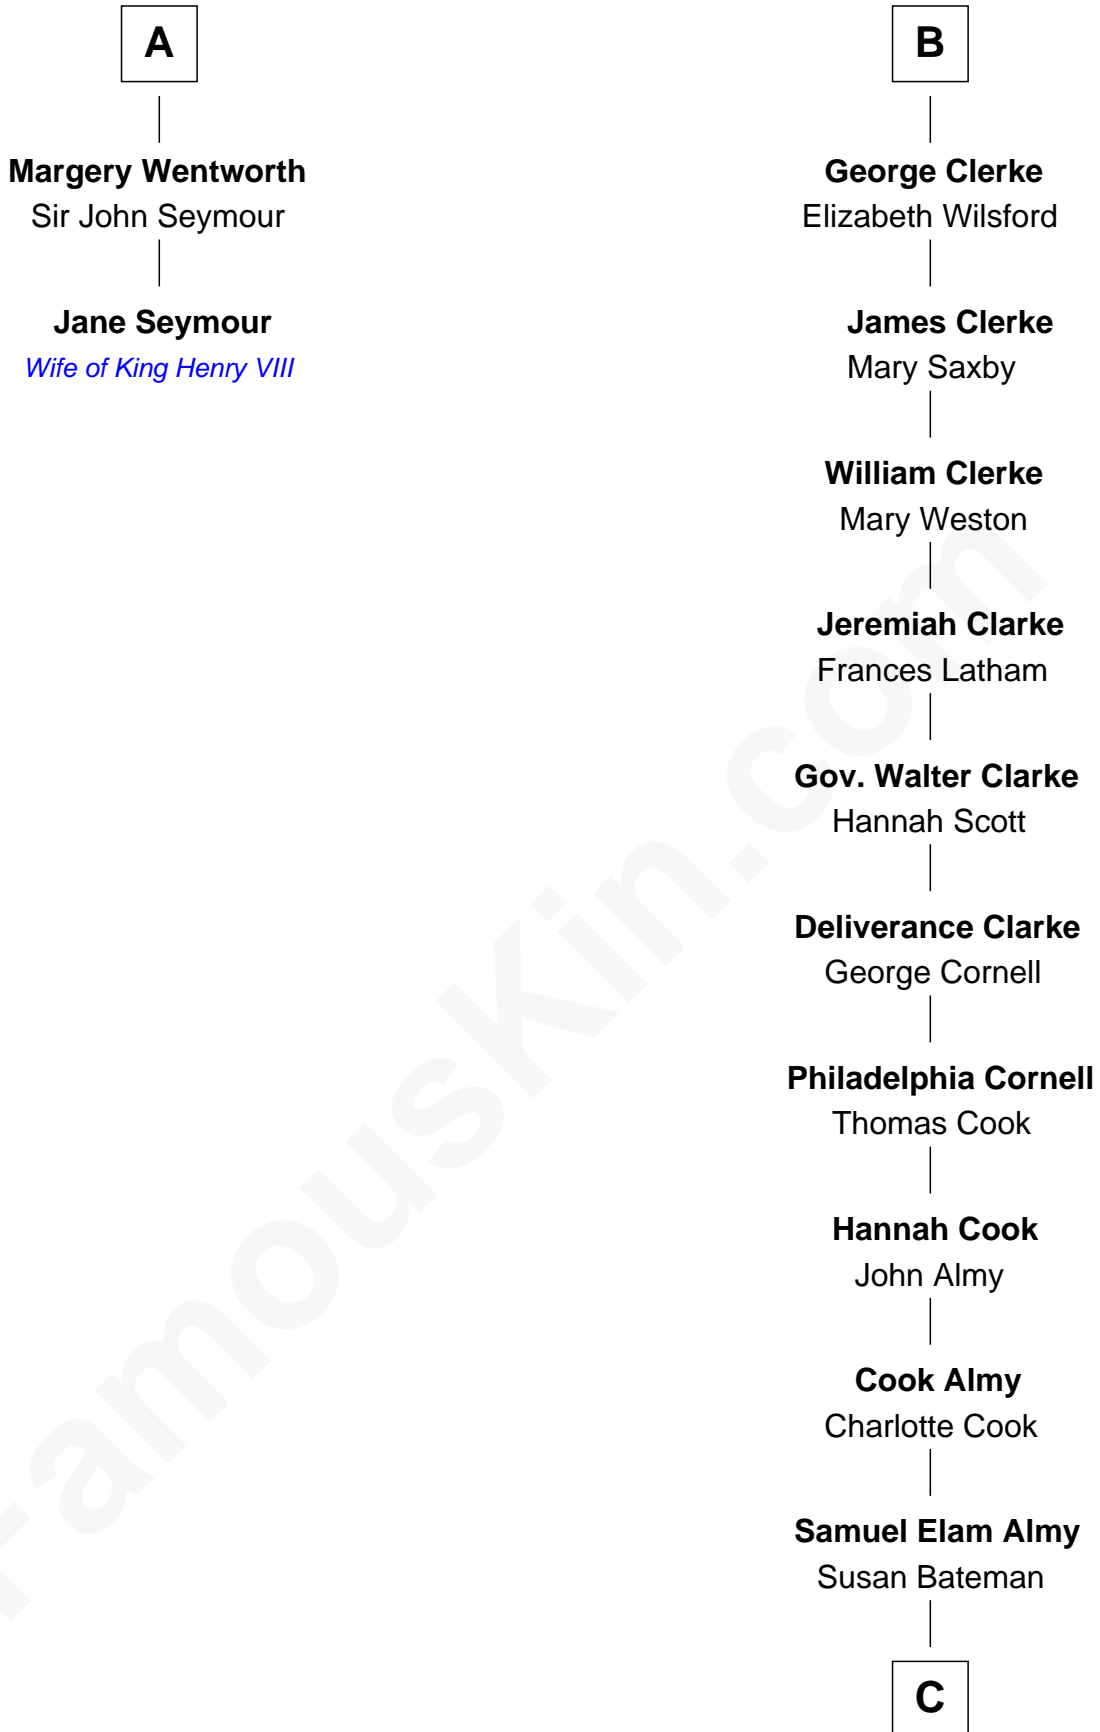 A
Margery Wentworth
Sir John Seymour
Jane Seymour
Wife of King Henry VIII
B
George Clerke
Elizabeth Wilsford
James Clerke
Mary Saxby
William Clerke
Mary Weston
Jeremiah Clarke
Frances Latham
Gov. Walter Clarke
Hannah Scott
Deliverance Clarke
George Cornell
Philadelphia Cornell
Thomas Cook
Hannah Cook
John Almy
Cook Almy
Charlotte Cook
Samuel Elam Almy
Susan Bateman
C
FamousKin.com